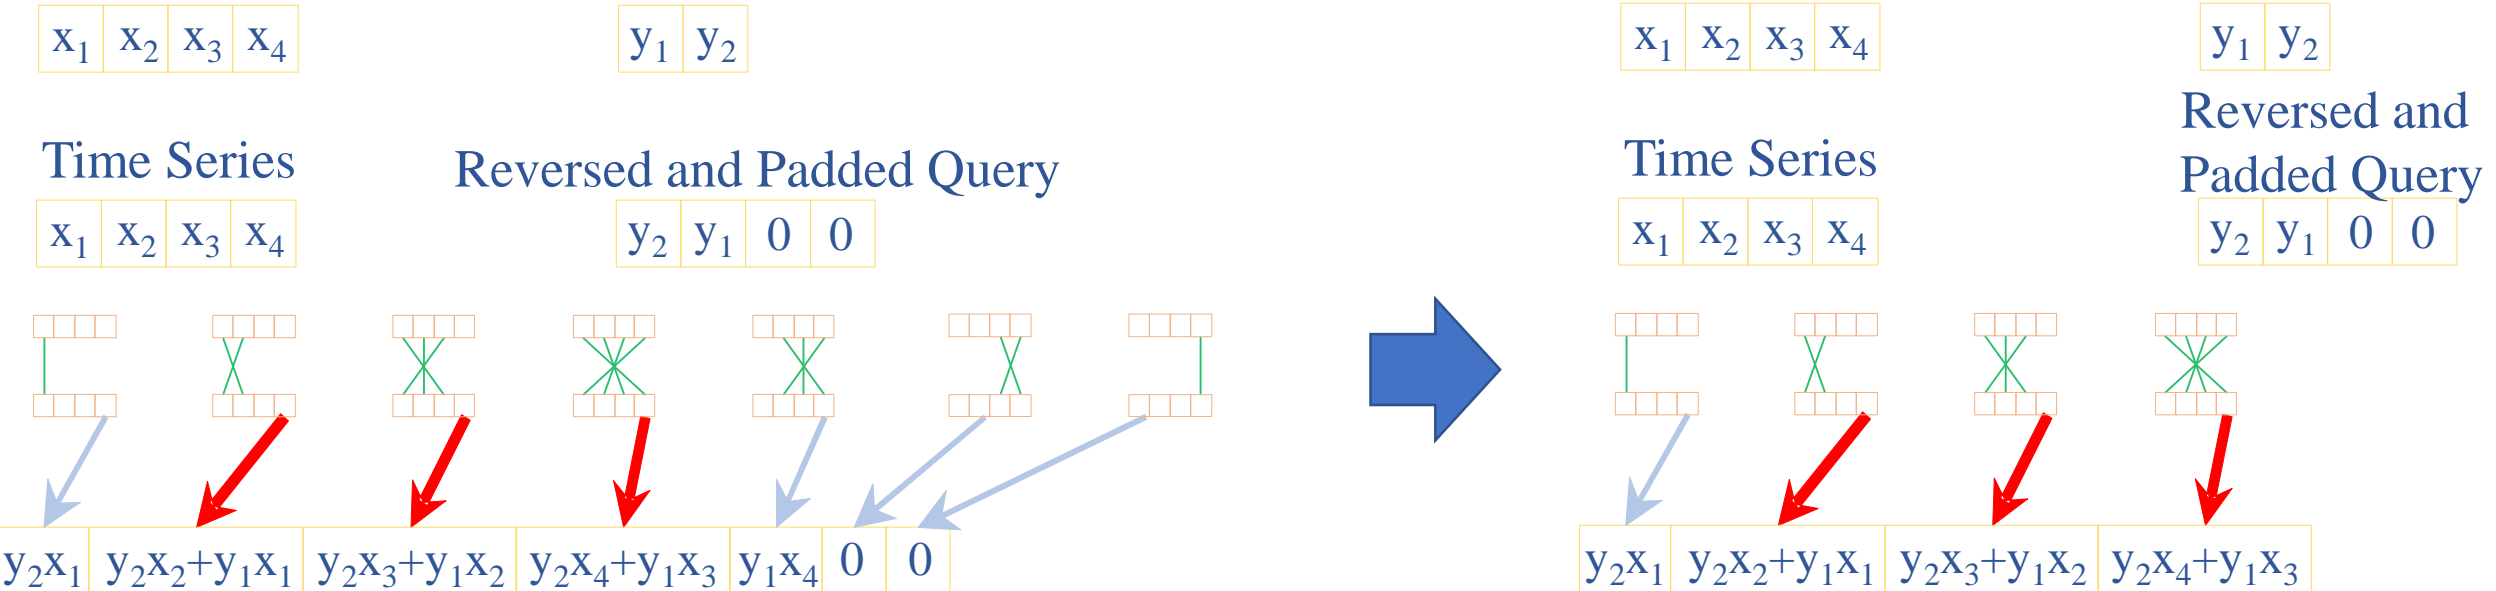 x₁ x₂ x₃ x₄
y₁ y₂
Time Series
Reversed and Padded Query
x₁ x₂ x₃ x₄
y₂ y₁ 0 0
y₂x₁ y₂x₂+y₁x₁ y₂x₃+y₁x₂ y₂x₄+y₁x₃ y₁x₄ 0 0
x₁ x₂ x₃ x₄
y₁ y₂
Time Series
Reversed and
Padded Query
x₁ x₂ x₃ x₄
y₂ y₁ 0 0
y₂x₁ y₂x₂+y₁x₁ y₂x₃+y₁x₂ y₂x₄+y₁x₃